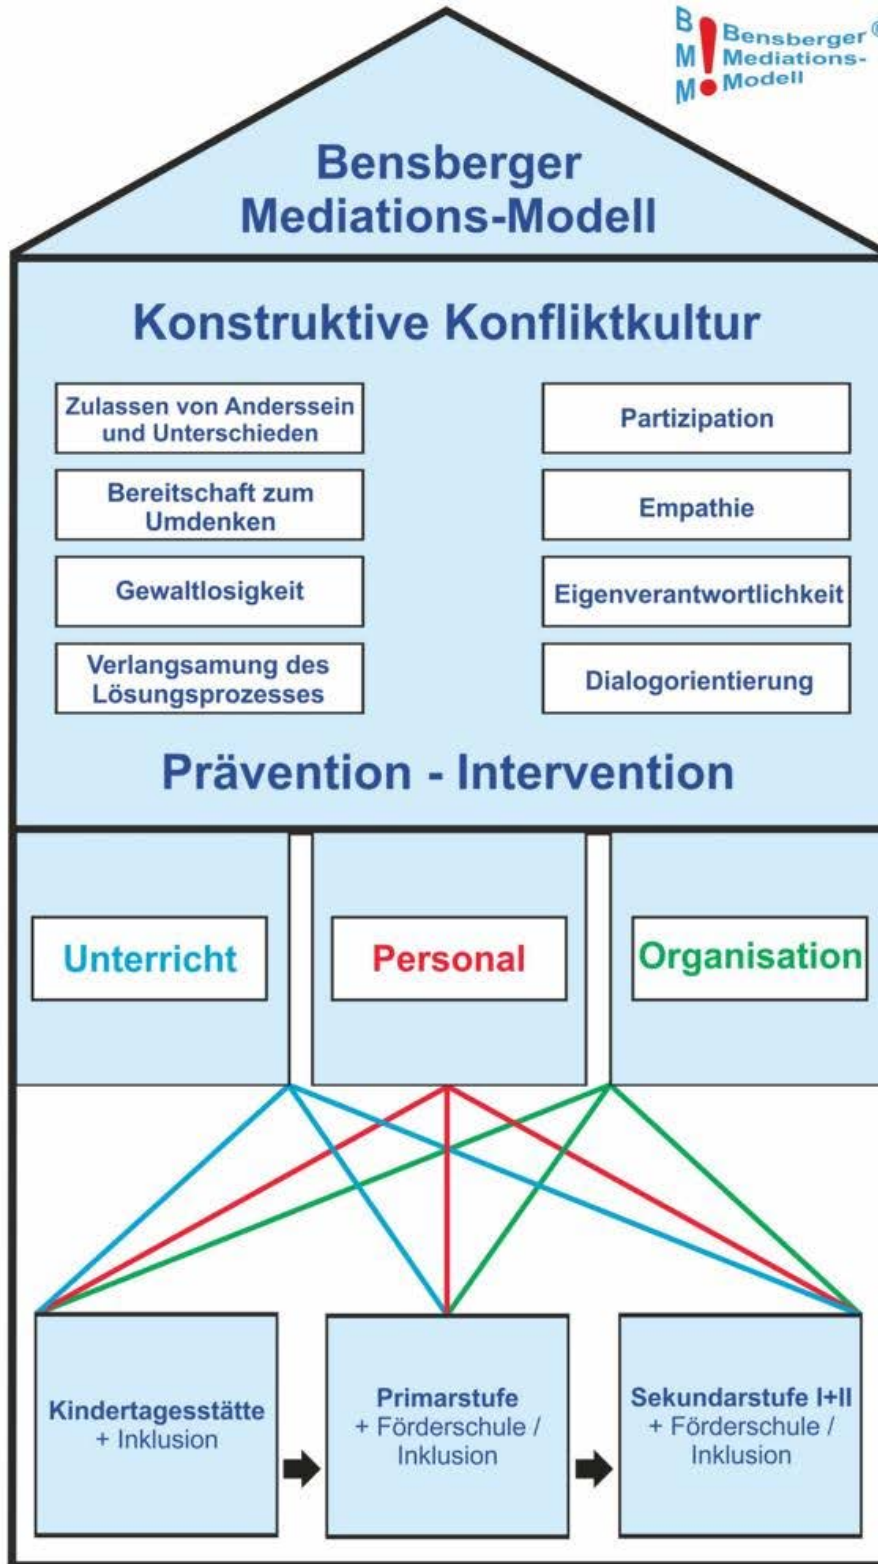 B Bensberger ®
M Mediations-
M Modell
Bensberger
Mediations-Modell
Konstruktive Konfliktkultur
Zulassen von Anderssein
und Unterschieden
Partizipation
Bereitschaft zum
Umdenken
Empathie
Gewaltlosigkeit
Eigenverantwortlichkeit
Verlangsamung des
Lösungsprozesses
Dialogorientierung
Prävention - Intervention
Unterricht
Personal
Organisation
Kindertagesstätte
+ Inklusion
Primarstufe
+ Förderschule /
Inklusion
Sekundarstufe I+II
+ Förderschule /
Inklusion